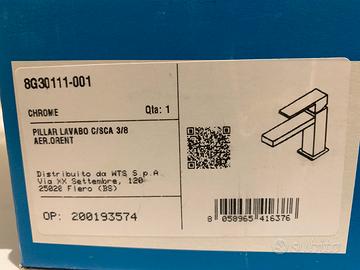 8G30111-001
CHROME
Qta: 1
PILLAR LAVABO C/SCA 3/8
AER.ORENT
Distribuito da WTS S.p.A
Via XX Settembre, 120
25020 Flero (BS)
OP: 200193574
8 058965 416376
subito